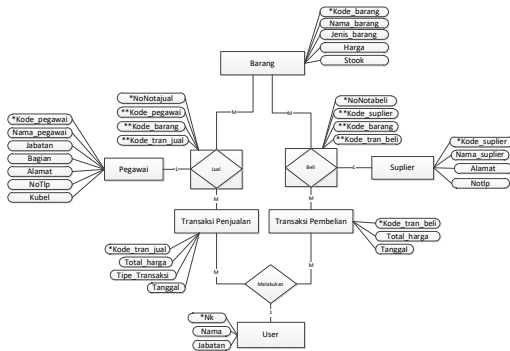 *Kode_barang
Nama_barang
Jenis_barang
Harga
Stook
Barang
M
M
*NoNotajual
**Kode_pegawai
**Kode_barang
**Kode_tran_jual
*NoNotabeli
**Kode_suplier
**Kode_barang
**Kode_tran_beli
*Kode_pegawai
Nama_pegawai
Jabatan
Bagian
Alamat
NoTlp
Kubel
Pegawai
1
Jual
Beli
1
Suplier
*Kode_suplier
Nama_suplier
Alamat
Notlp
M
M
Transaksi Penjualan
Transaksi Pembelian
*Kode_tran_jual
Total_harga
Tipe_Transaksi
Tanggal
*Kode_tran_beli
Total_harga
Tanggal
M
M
Melakukan
1
*Nk
Nama
Jabatan
User